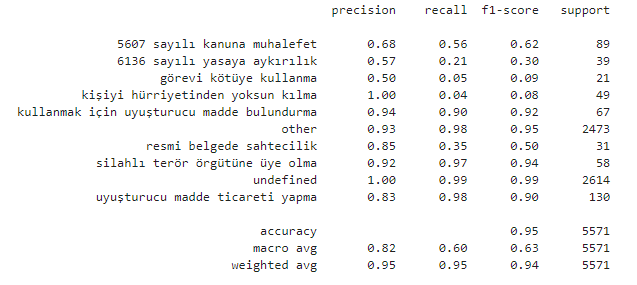 precision recall f1-score support
5607 sayılı kanuna muhalefet 0.68 0.56 0.62 89
6136 sayılı yasaya aykırılık 0.57 0.21 0.30 39
görevi kötüye kullanma 0.50 0.05 0.09 21
kişiyi hürriyetinden yoksun kılma 1.00 0.04 0.08 49
kullanmak için uyuşturucu madde bulundurma 0.94 0.90 0.92 67
other 0.93 0.98 0.95 2473
resmi belgede sahtecilik 0.85 0.35 0.50 31
silahlı terör örgütüne üye olma 0.92 0.97 0.94 58
undefined 1.00 0.99 0.99 2614
uyuşturucu madde ticareti yapma 0.83 0.98 0.90 130
accuracy 0.95 5571
macro avg 0.82 0.60 0.63 5571
weighted avg 0.95 0.95 0.94 5571